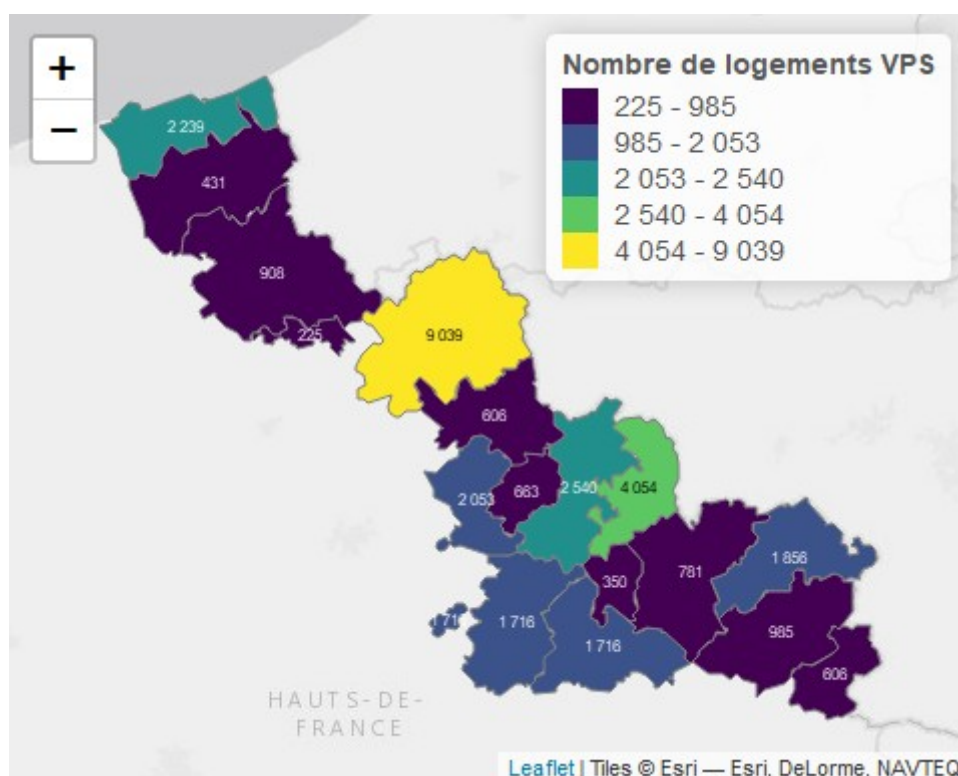 +
−
Nombre de logements VPS
225 - 985
985 - 2 053
2 053 - 2 540
2 540 - 4 054
4 054 - 9 039
2 239
431
908
225
9 039
606
2 053
663
2 540
4 054
350
781
1 856
1 716
1 716
985
606
HAUTS-DE-
FRANCE
Leaflet | Tiles © Esri — Esri, DeLorme, NAVTEQ